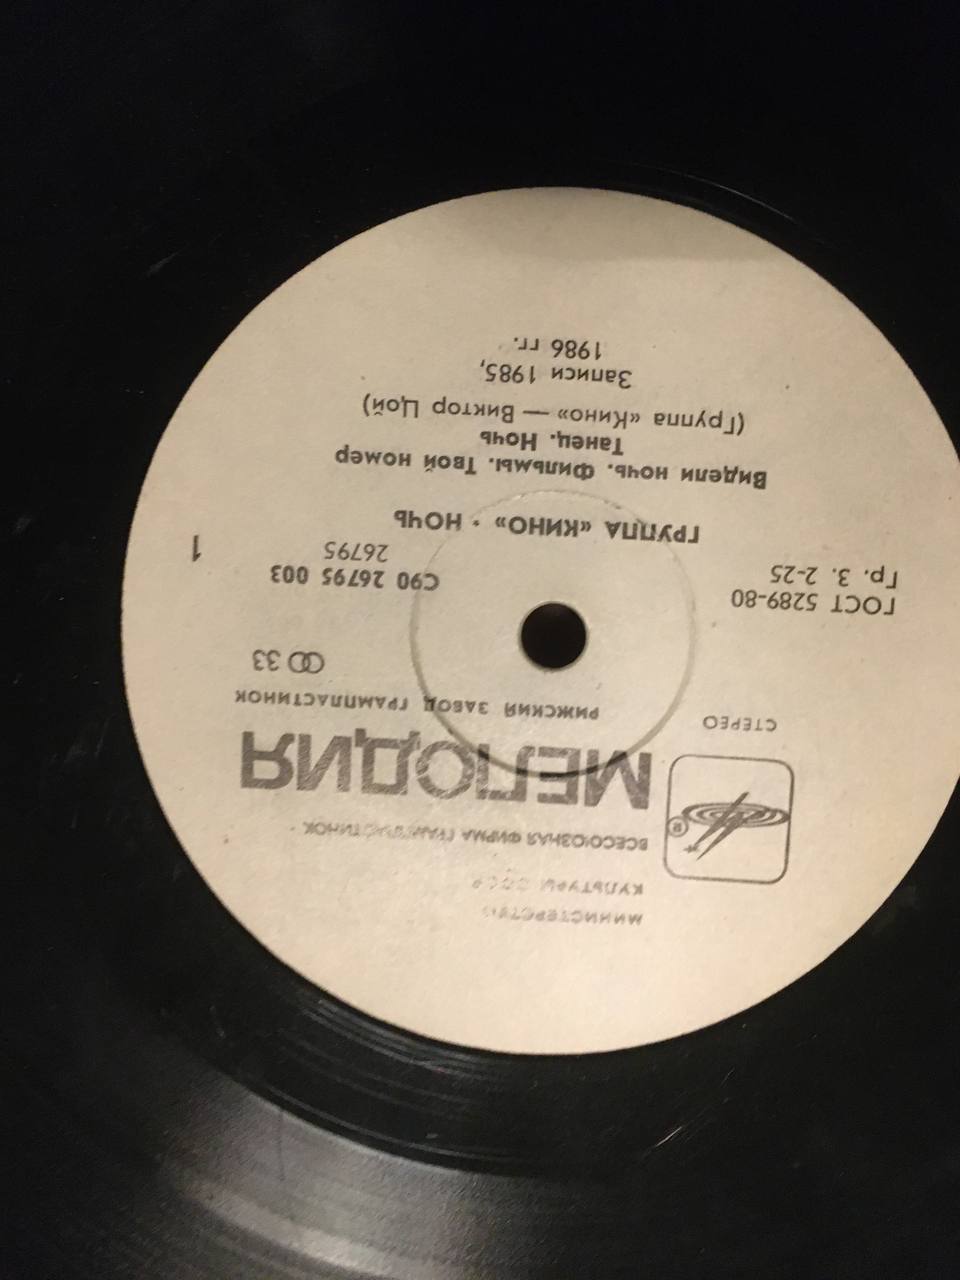 МИНИСТЕРСТВО
КУЛЬТУРЫ СССР
ВСЕСОЮЗНАЯ ФИРМА ГРАМПЛАСТИНОК
МЕЛОДИЯ
СТЕРЕО
РИЖСКИЙ ЗАВОД ГРАМПЛАСТИНОК
33
ГОСТ 5289-80
Гр. 3. 2-25
С90 26795 003
26795
1
ГРУППА «КИНО» · НОЧЬ
Видели ночь. Фильмы. Твой номер
Танец. Ночь
(Группа «Кино» — Виктор Цой)
Записи 1985,
1986 гг.